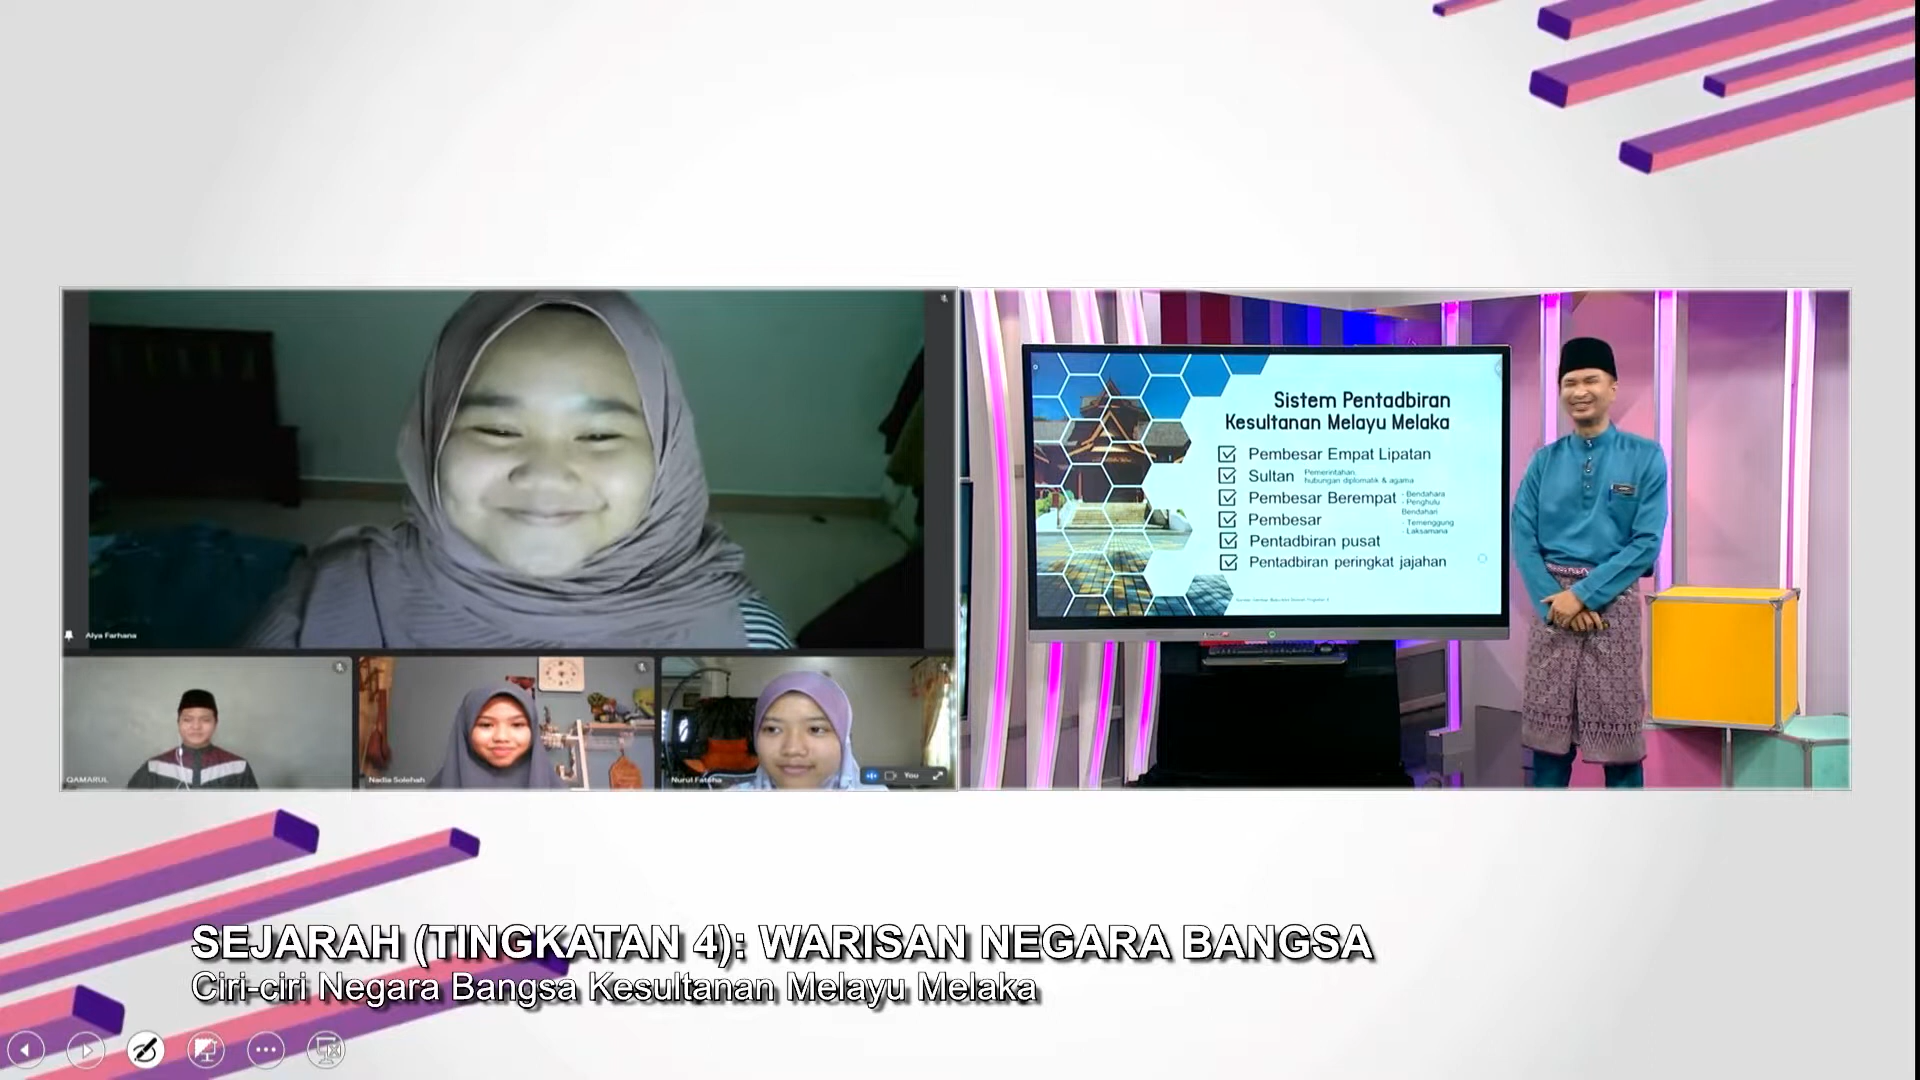 Alya Farhana
QAMARUL
Nadia Solehah
Nurul Fateha
You
Sistem Pentadbiran
Kesultanan Melayu Melaka
Pembesar Empat Lipatan
Sultan
Pemerintahan,
hubungan diplomatik & agama
Pembesar Berempat
- Bendahara
- Penghulu
Bendahari
- Temenggung
- Laksamana
Pembesar
Pentadbiran pusat
Pentadbiran peringkat jajahan
SEJARAH (TINGKATAN 4): WARISAN NEGARA BANGSA
Ciri-ciri Negara Bangsa Kesultanan Melayu Melaka